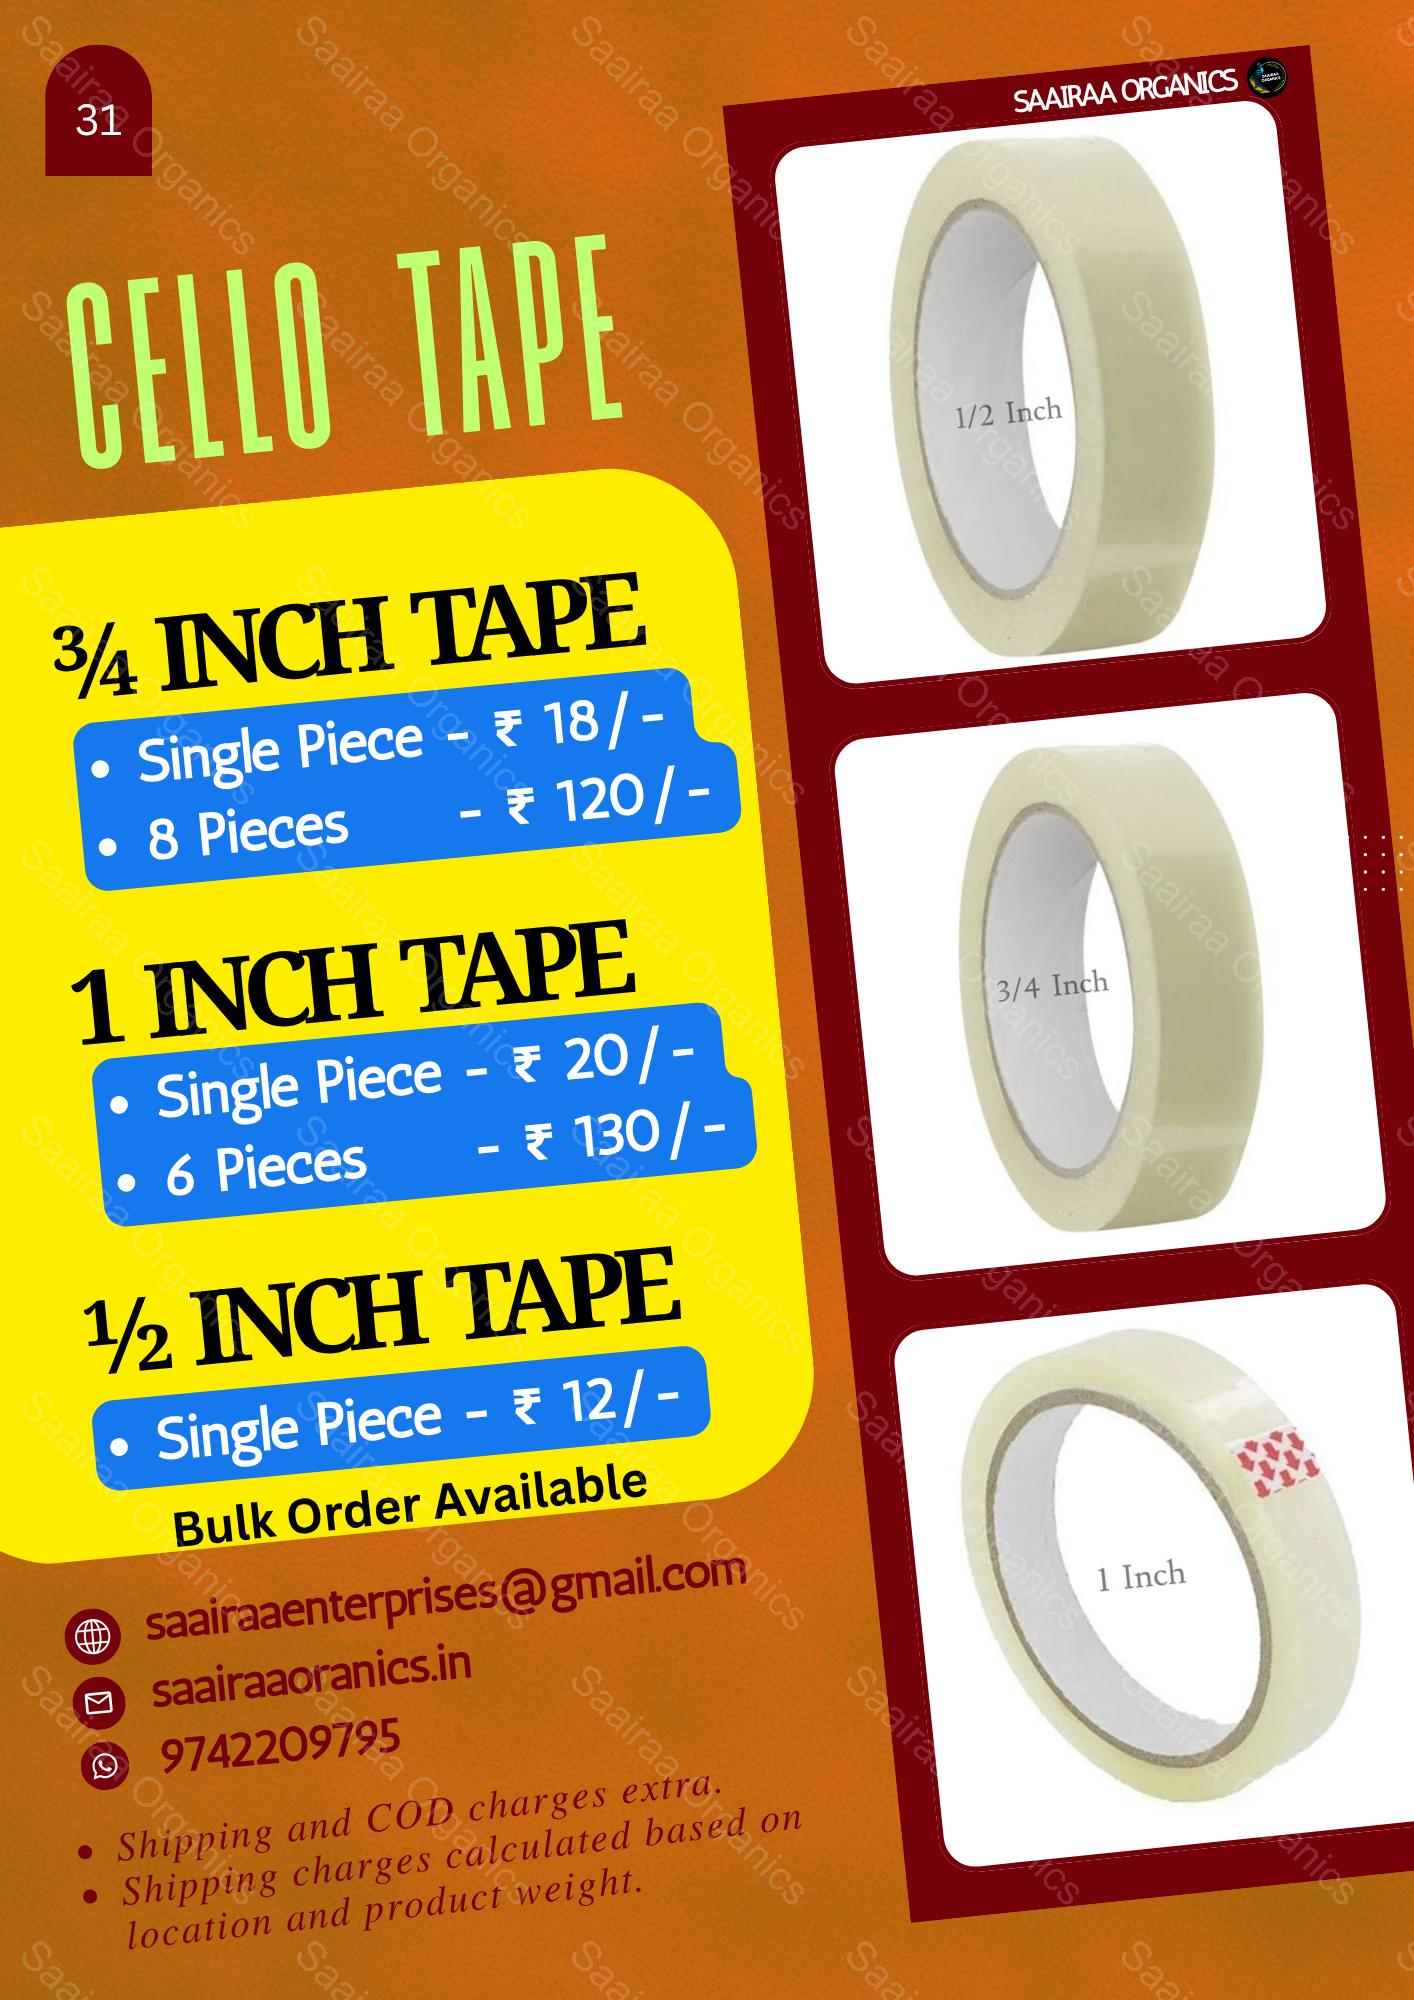 31
SAAIRAA ORGANICS
CELLO TAPE
¾ INCH TAPE
• Single Piece - ₹ 18/-
• 8 Pieces - ₹ 120/-
1 INCH TAPE
• Single Piece - ₹ 20/-
• 6 Pieces - ₹ 130/-
½ INCH TAPE
• Single Piece - ₹ 12/-
Bulk Order Available
saairaaenterprises@gmail.com
saairaaoranics.in
9742209795
• Shipping and COD charges extra.
• Shipping charges calculated based on
location and product weight.
1/2 Inch
3/4 Inch
1 Inch
Saairaa Organics